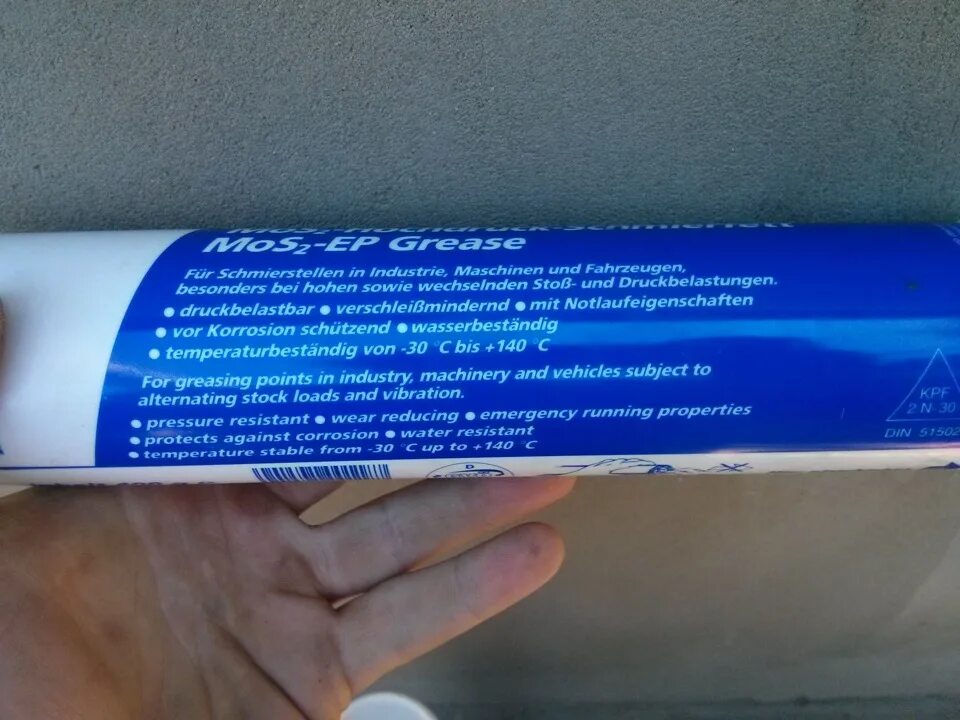 MoS₂-Hochdruck-Schmierfett
MoS₂-EP Grease
Für Schmierstellen in Industrie, Maschinen und Fahrzeugen,
besonders bei hohen sowie wechselnden Stoß- und Druckbelastungen.
● druckbelastbar ● verschleißmindernd ● mit Notlaufeigenschaften
● vor Korrosion schützend ● wasserbeständig
● temperaturbeständig von -30 °C bis +140 °C
For greasing points in industry, machinery and vehicles subject to
alternating stock loads and vibration.
● pressure resistant ● wear reducing ● emergency running properties
● protects against corrosion ● water resistant
● temperature stable from -30 °C up to +140 °C
KPF
2 N-30
DIN 51502
D